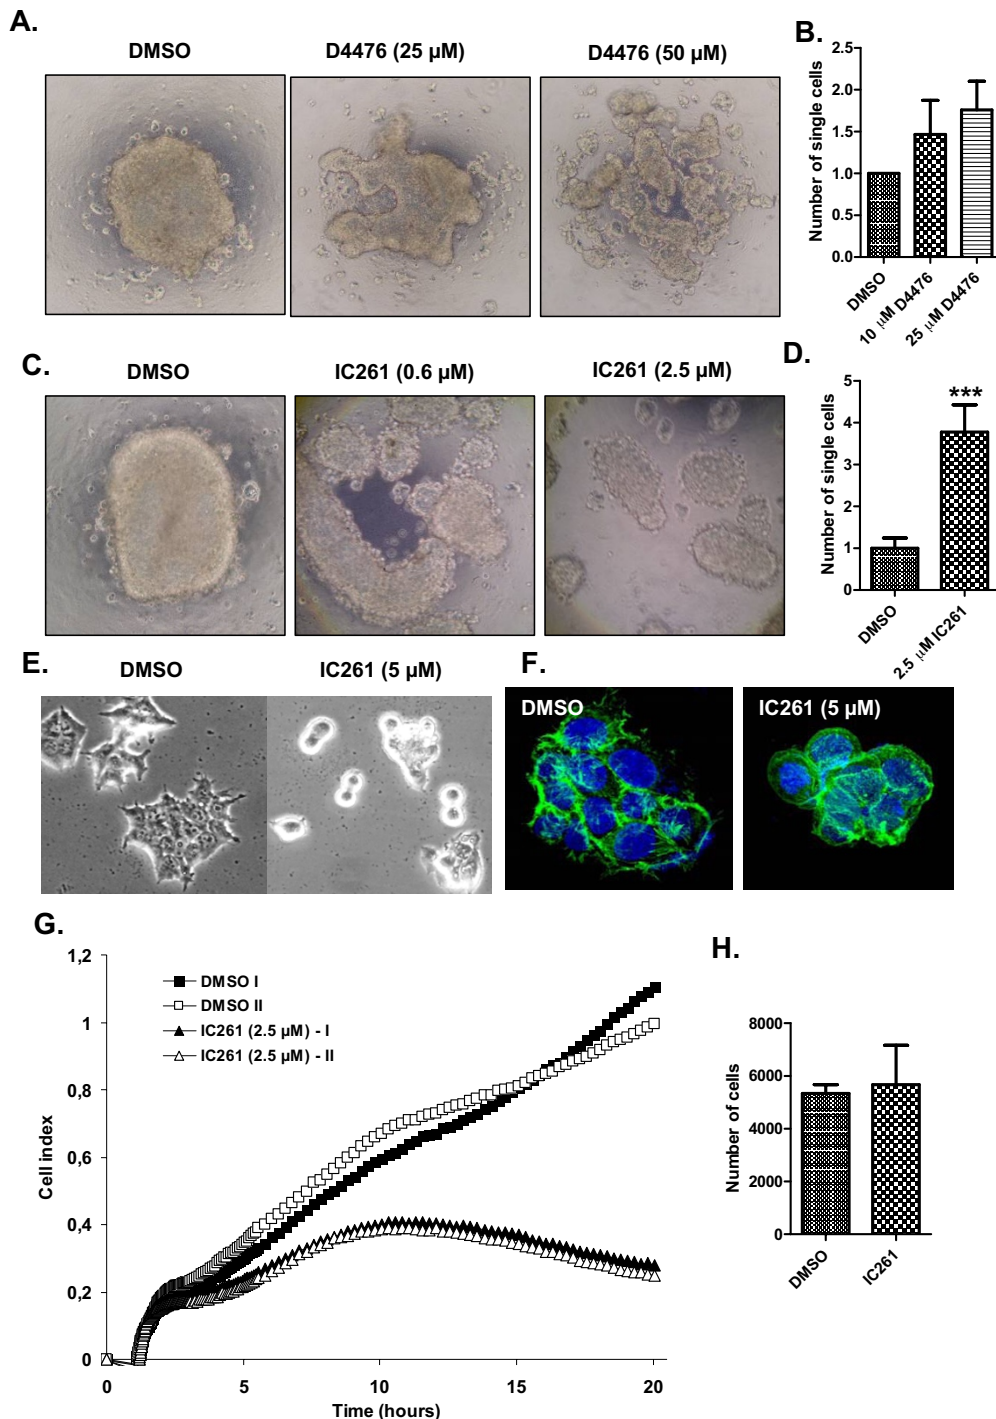 A.
DMSO
D4476 (25 µM)
D4476 (50 µM)
B.
Number of single cells
2.5
2.0
1.5
1.0
0.5
0.0
DMSO
10 µM D4476
25 µM D4476
C.
DMSO
IC261 (0.6 µM)
IC261 (2.5 µM)
D.
Number of single cells
5
4
3
2
1
0
***
DMSO
2.5 µM IC261
E.
DMSO
IC261 (5 µM)
F.
DMSO
IC261 (5 µM)
G.
Cell index
1,2
1
0,8
0,6
0,4
0,2
0
DMSO I
DMSO II
IC261 (2.5 µM) - I
IC261 (2.5 µM) - II
0
5
10
15
20
Time (hours)
H.
Number of cells
8000
6000
4000
2000
0
DMSO
IC261